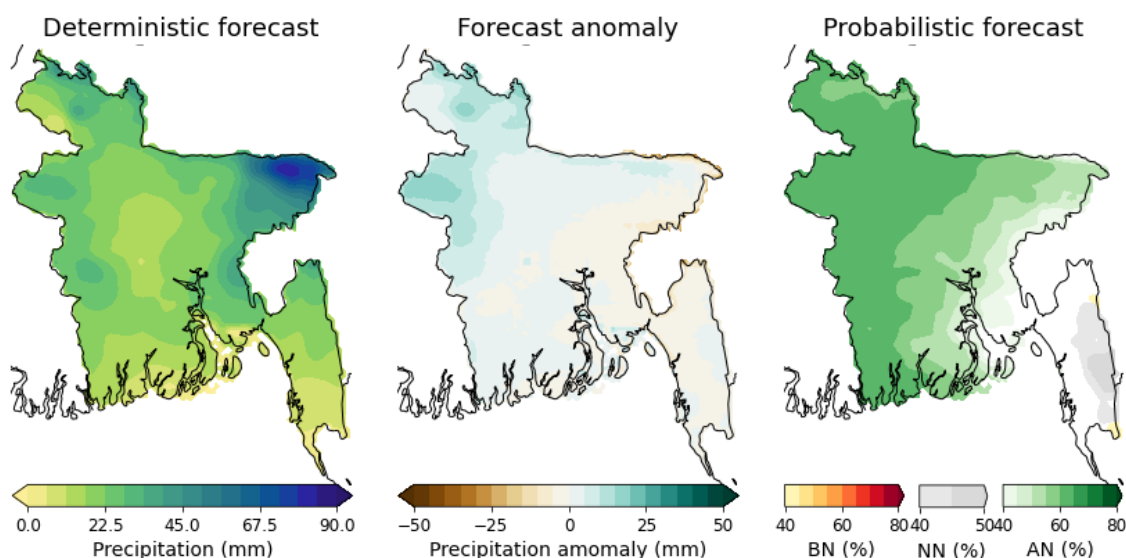 Deterministic forecast Forecast anomaly Probabilistic forecast
0.0 22.5 45.0 67.5 90.0 −50 −25 0 25 50 40 60 80 40 50 40 60 80
Precipitation (mm) Precipitation amomaly (mm) BN (%) NN (%) AN (%)